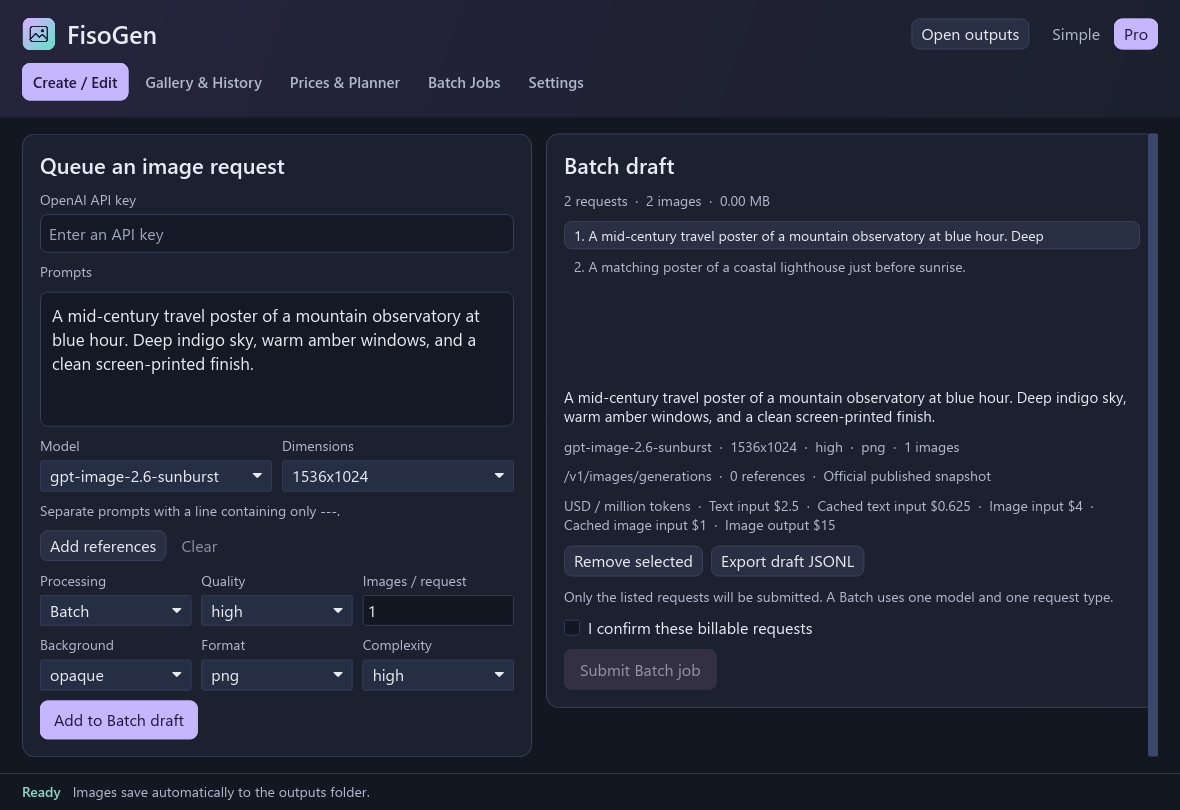 FisoGen
Open outputs
Simple
Pro
Create / Edit
Gallery & History
Prices & Planner
Batch Jobs
Settings
Queue an image request
OpenAI API key
Enter an API key
Prompts
A mid-century travel poster of a mountain observatory at
blue hour. Deep indigo sky, warm amber windows, and a
clean screen-printed finish.
Model
Dimensions
gpt-image-2.6-sunburst
1536x1024
Separate prompts with a line containing only ---.
Add references
Clear
Processing
Quality
Images / request
Batch
high
1
Background
Format
Complexity
opaque
png
high
Add to Batch draft
Batch draft
2 requests · 2 images · 0.00 MB
1. A mid-century travel poster of a mountain observatory at blue hour. Deep
2. A matching poster of a coastal lighthouse just before sunrise.
A mid-century travel poster of a mountain observatory at blue hour. Deep indigo sky,
warm amber windows, and a clean screen-printed finish.
gpt-image-2.6-sunburst · 1536x1024 · high · png · 1 images
/v1/images/generations · 0 references · Official published snapshot
USD / million tokens · Text input $2.5 · Cached text input $0.625 · Image input $4 ·
Cached image input $1 · Image output $15
Remove selected
Export draft JSONL
Only the listed requests will be submitted. A Batch uses one model and one request type.
I confirm these billable requests
Submit Batch job
Ready
Images save automatically to the outputs folder.